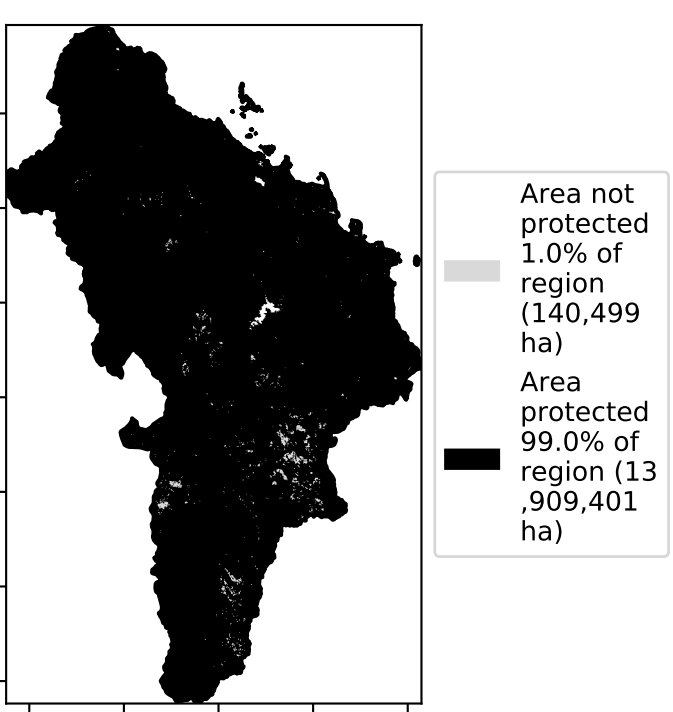 Area not
protected
1.0% of
region
(140,499
ha)
Area
protected
99.0% of
region (13
,909,401
ha)